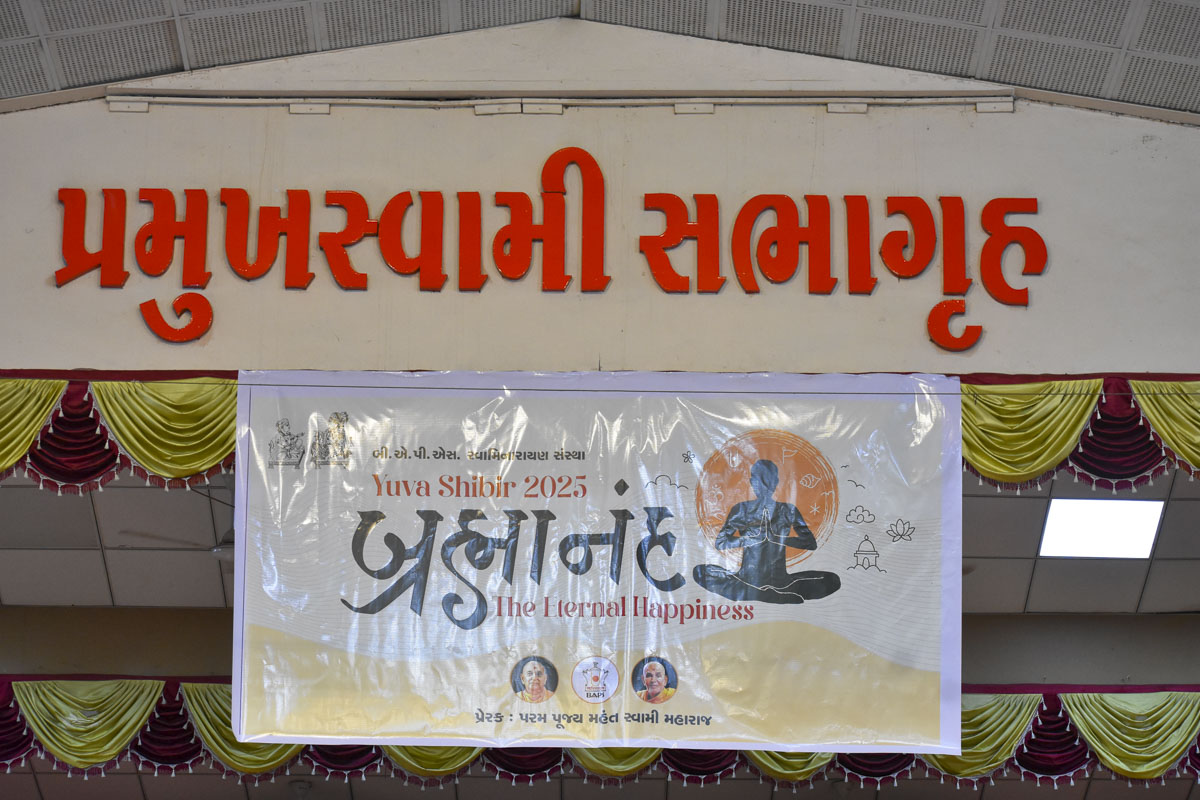 પ્રમુખસ્વામી સભાગૃહ
બી.એ.પી.એસ. સ્વામિનારાયણ સંસ્થા
Yuva Shibir 2025
બ્રહ્માનંદ
The Eternal Happiness
BAPS
પ્રેરક : પરમ પૂજ્ય મહંત સ્વામી મહારાજ